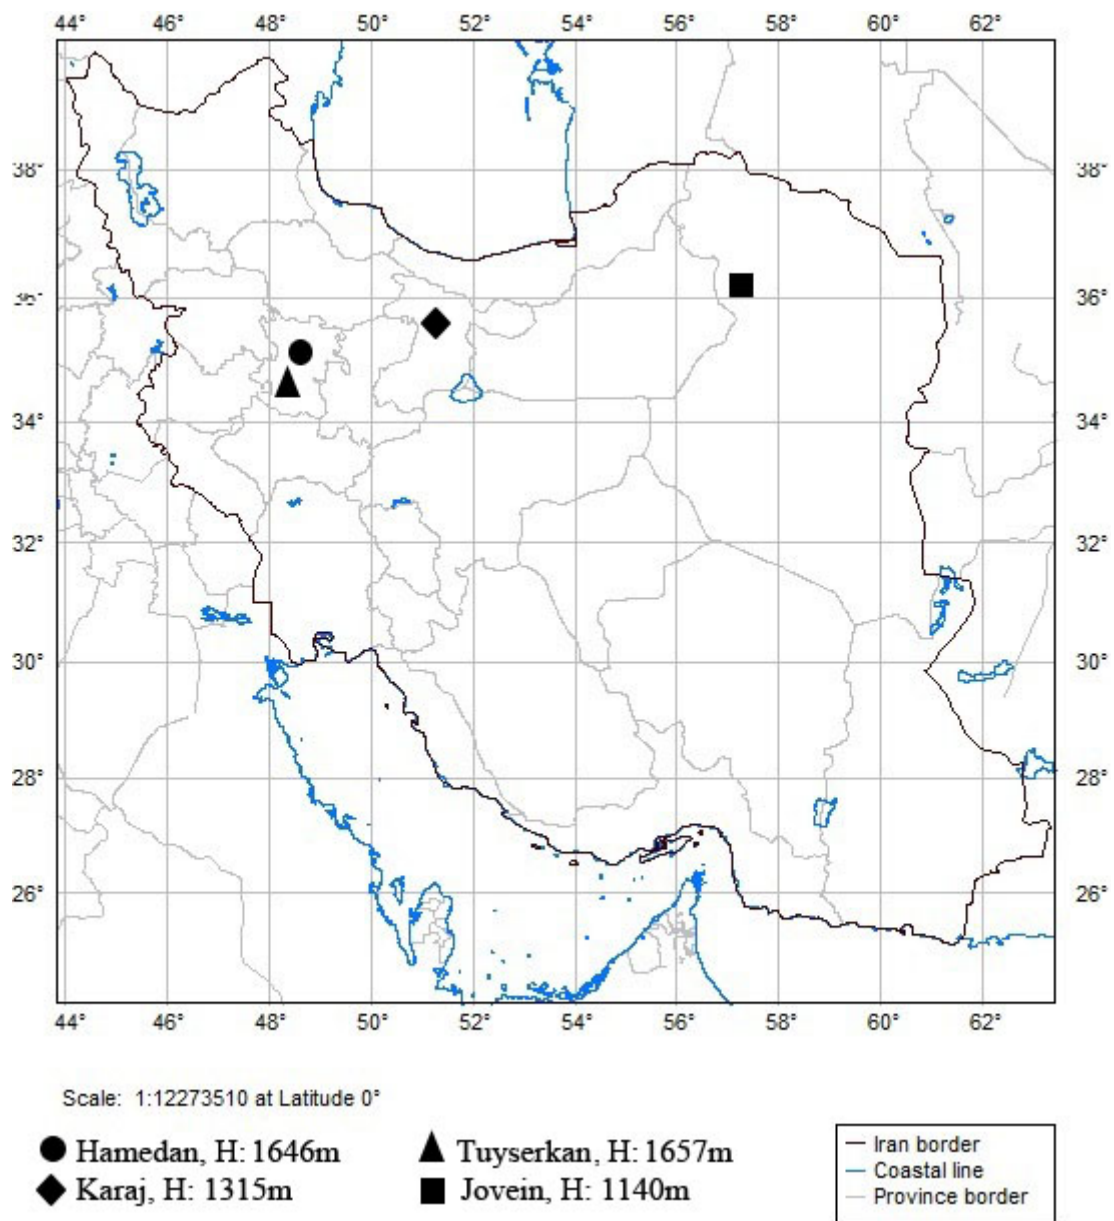 44° 46° 48° 50° 52° 54° 56° 58° 60° 62°
38° 38°
36° 36°
34° 34°
32° 32°
30° 30°
28° 28°
26° 26°
44° 46° 48° 50° 52° 54° 56° 58° 60° 62°
Scale: 1:12273510 at Latitude 0°
Hamedan, H: 1646m
Tuyserkan, H: 1657m
Karaj, H: 1315m
Jovein, H: 1140m
Iran border
Coastal line
Province border